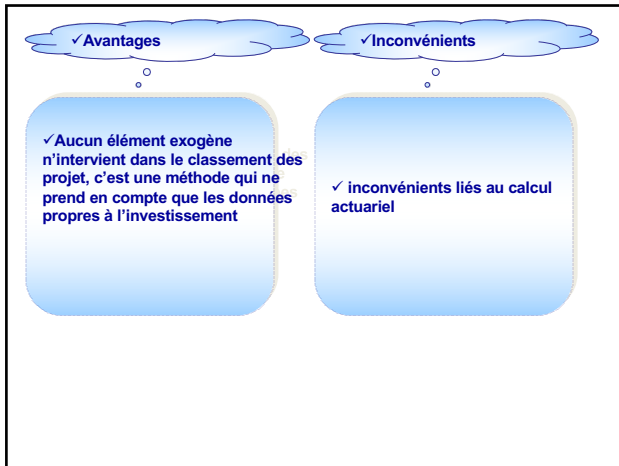 ✓Avantages
✓Inconvénients
✓Aucun élément exogène
n'intervient dans le classement des
projet, c'est une méthode qui ne
prend en compte que les données
propres à l'investissement
✓ inconvénients liés au calcul
actuariel